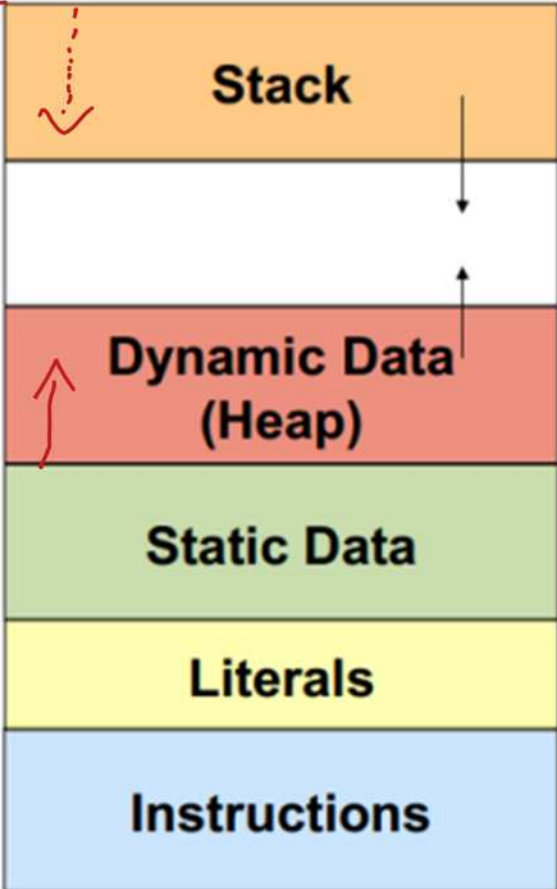 Stack
Dynamic Data
(Heap)
Static Data
Literals
Instructions